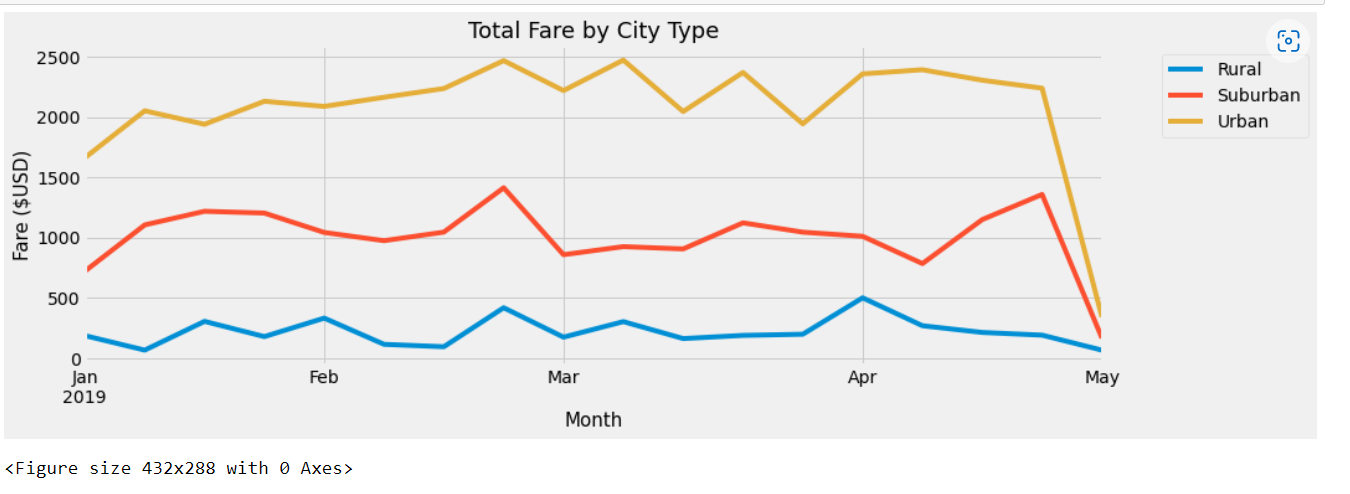 Total Fare by City Type
2500
2000
1500
1000
500
0
Fare ($USD)
Jan Feb Mar Apr May
2019
Month
Rural
Suburban
Urban
<Figure size 432x288 with 0 Axes>